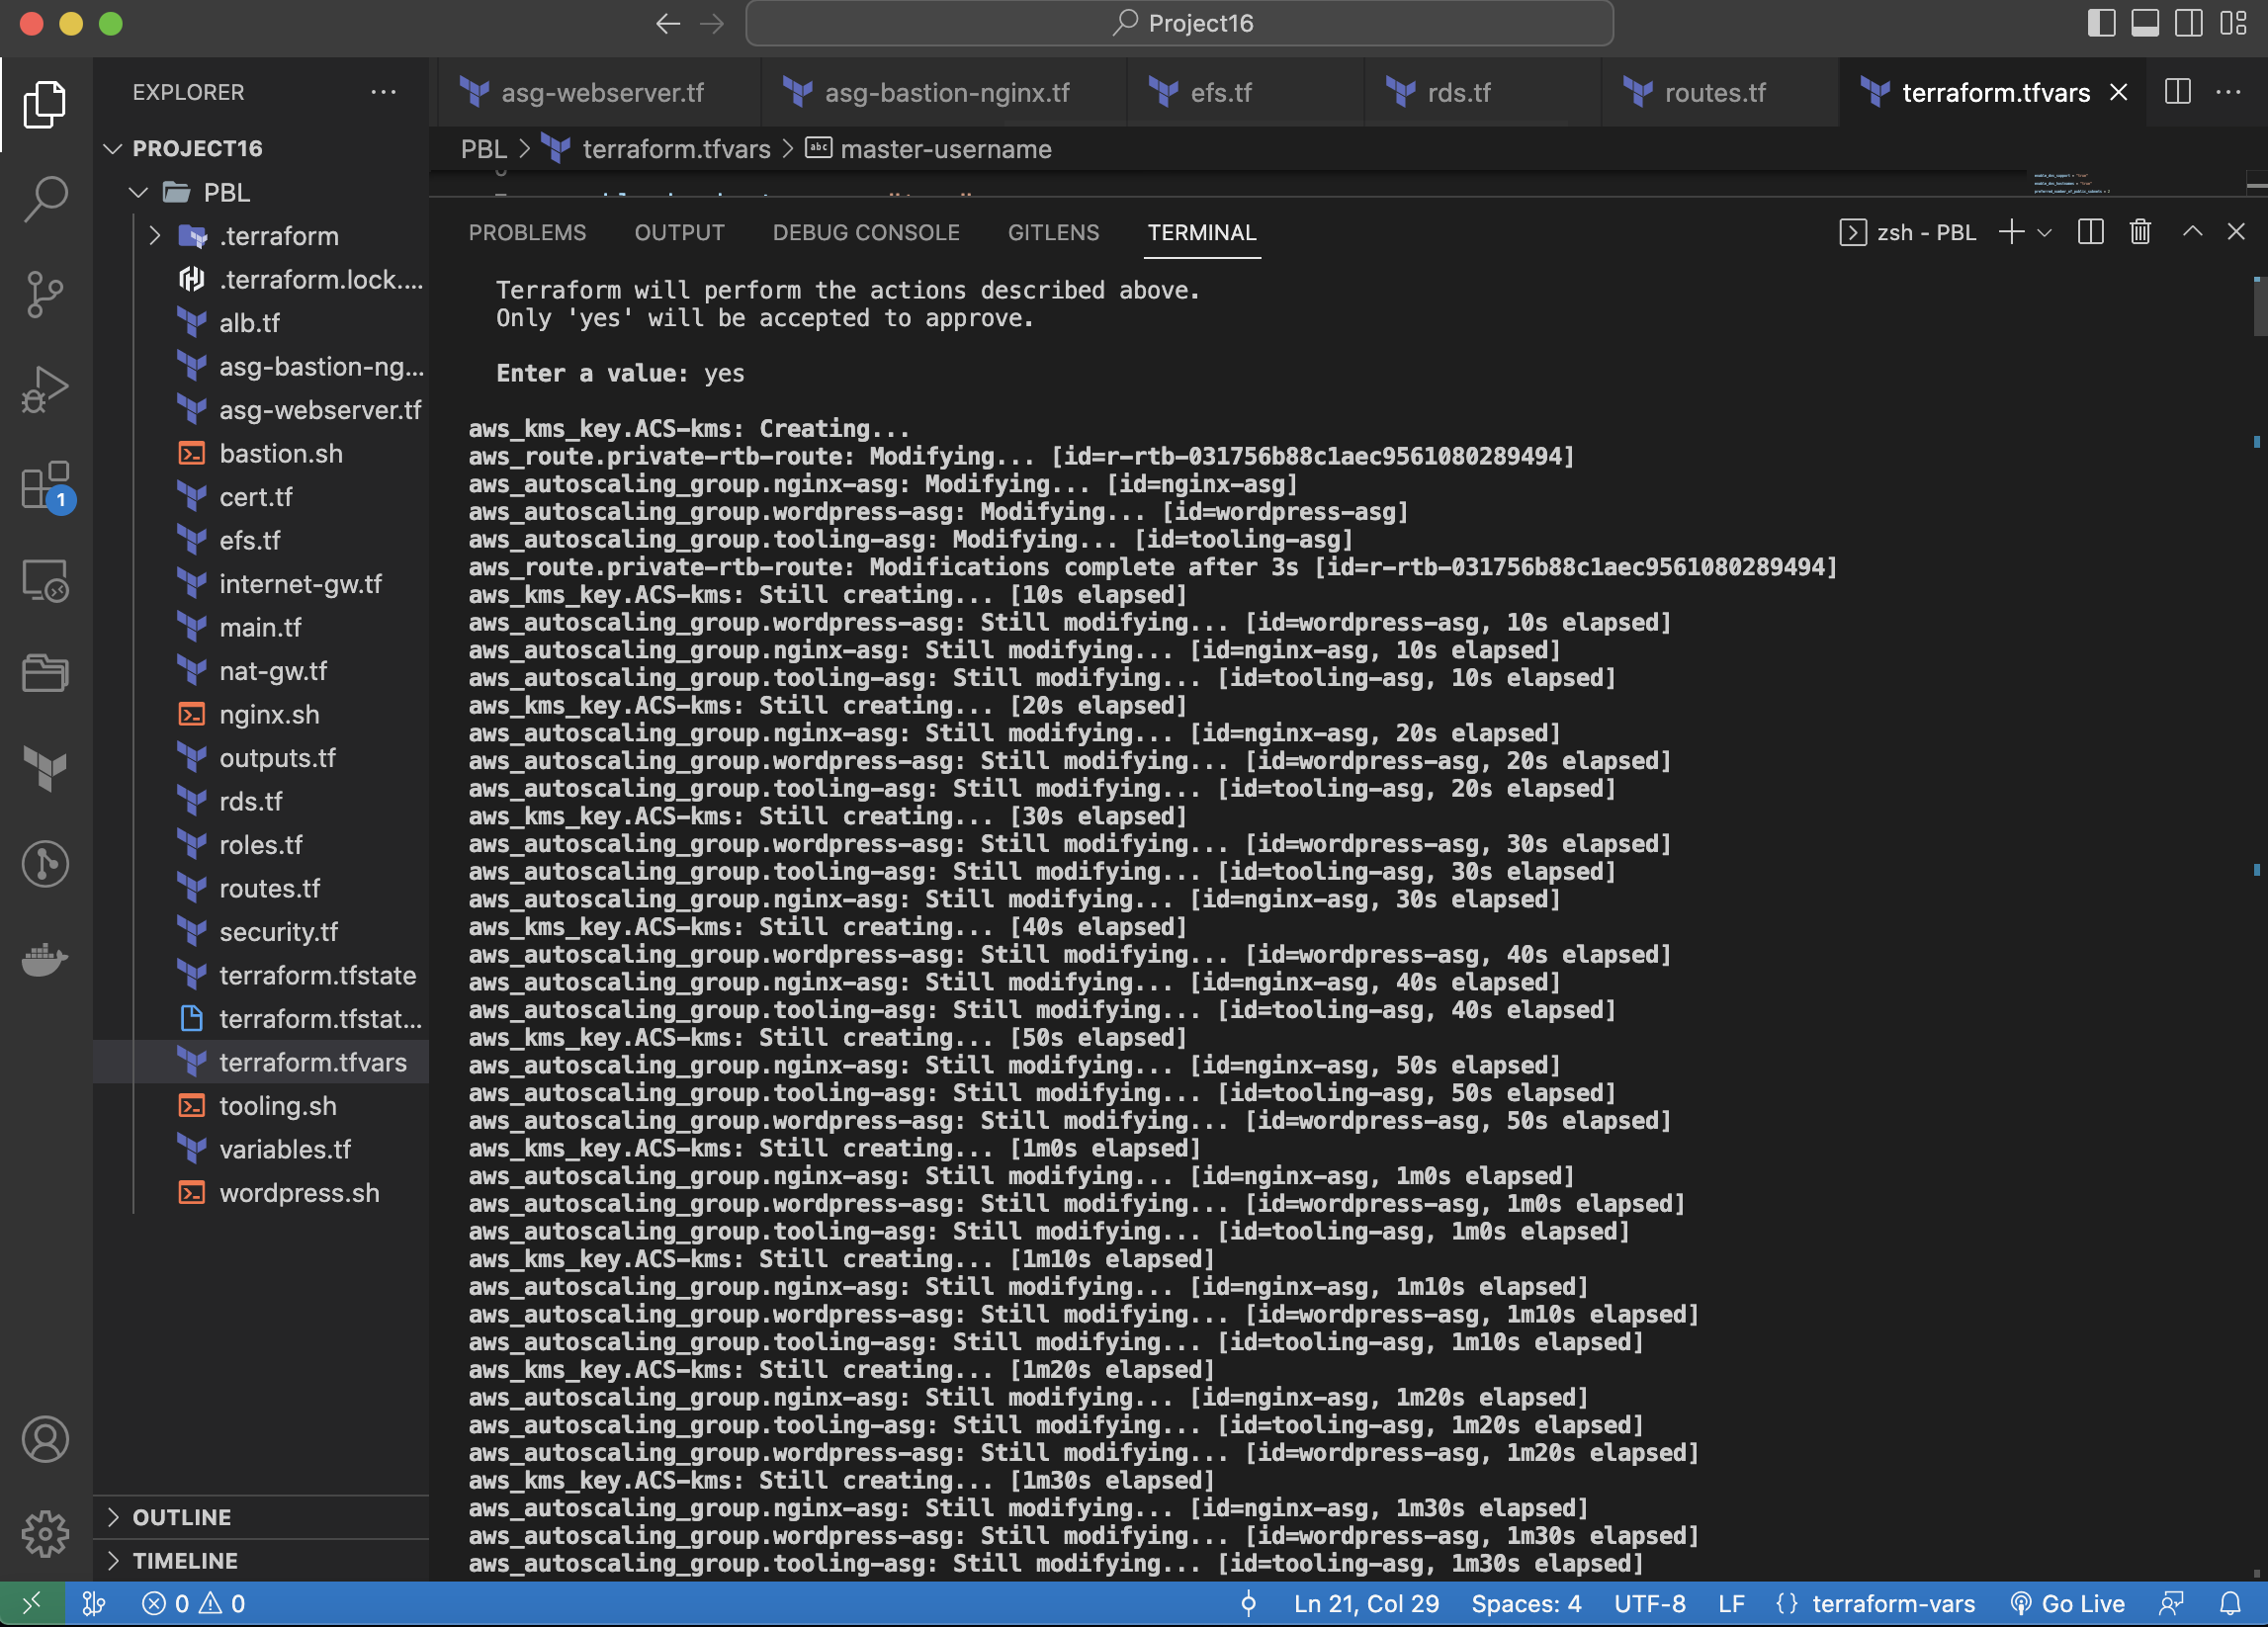 Project16
EXPLORER
PROJECT16
PBL
.terraform
.terraform.lock....
alb.tf
asg-bastion-ng...
asg-webserver.tf
bastion.sh
cert.tf
efs.tf
internet-gw.tf
main.tf
nat-gw.tf
nginx.sh
outputs.tf
rds.tf
roles.tf
routes.tf
security.tf
terraform.tfstate
terraform.tfstat...
terraform.tfvars
tooling.sh
variables.tf
wordpress.sh
OUTLINE
TIMELINE
1
asg-webserver.tf asg-bastion-nginx.tf efs.tf rds.tf routes.tf terraform.tfvars
PBL > terraform.tfvars > abc master-username
enable_dns_support = "true"
enable_dns_hostnames = "true"
preferred_number_of_public_subnets = 2
PROBLEMS OUTPUT DEBUG CONSOLE GITLENS TERMINAL zsh - PBL
Terraform will perform the actions described above.
Only 'yes' will be accepted to approve.
Enter a value: yes
aws_kms_key.ACS-kms: Creating...
aws_route.private-rtb-route: Modifying... [id=r-rtb-031756b88c1aec9561080289494]
aws_autoscaling_group.nginx-asg: Modifying... [id=nginx-asg]
aws_autoscaling_group.wordpress-asg: Modifying... [id=wordpress-asg]
aws_autoscaling_group.tooling-asg: Modifying... [id=tooling-asg]
aws_route.private-rtb-route: Modifications complete after 3s [id=r-rtb-031756b88c1aec9561080289494]
aws_kms_key.ACS-kms: Still creating... [10s elapsed]
aws_autoscaling_group.wordpress-asg: Still modifying... [id=wordpress-asg, 10s elapsed]
aws_autoscaling_group.nginx-asg: Still modifying... [id=nginx-asg, 10s elapsed]
aws_autoscaling_group.tooling-asg: Still modifying... [id=tooling-asg, 10s elapsed]
aws_kms_key.ACS-kms: Still creating... [20s elapsed]
aws_autoscaling_group.nginx-asg: Still modifying... [id=nginx-asg, 20s elapsed]
aws_autoscaling_group.wordpress-asg: Still modifying... [id=wordpress-asg, 20s elapsed]
aws_autoscaling_group.tooling-asg: Still modifying... [id=tooling-asg, 20s elapsed]
aws_kms_key.ACS-kms: Still creating... [30s elapsed]
aws_autoscaling_group.wordpress-asg: Still modifying... [id=wordpress-asg, 30s elapsed]
aws_autoscaling_group.tooling-asg: Still modifying... [id=tooling-asg, 30s elapsed]
aws_autoscaling_group.nginx-asg: Still modifying... [id=nginx-asg, 30s elapsed]
aws_kms_key.ACS-kms: Still creating... [40s elapsed]
aws_autoscaling_group.wordpress-asg: Still modifying... [id=wordpress-asg, 40s elapsed]
aws_autoscaling_group.nginx-asg: Still modifying... [id=nginx-asg, 40s elapsed]
aws_autoscaling_group.tooling-asg: Still modifying... [id=tooling-asg, 40s elapsed]
aws_kms_key.ACS-kms: Still creating... [50s elapsed]
aws_autoscaling_group.nginx-asg: Still modifying... [id=nginx-asg, 50s elapsed]
aws_autoscaling_group.tooling-asg: Still modifying... [id=tooling-asg, 50s elapsed]
aws_autoscaling_group.wordpress-asg: Still modifying... [id=wordpress-asg, 50s elapsed]
aws_kms_key.ACS-kms: Still creating... [1m0s elapsed]
aws_autoscaling_group.nginx-asg: Still modifying... [id=nginx-asg, 1m0s elapsed]
aws_autoscaling_group.wordpress-asg: Still modifying... [id=wordpress-asg, 1m0s elapsed]
aws_autoscaling_group.tooling-asg: Still modifying... [id=tooling-asg, 1m0s elapsed]
aws_kms_key.ACS-kms: Still creating... [1m10s elapsed]
aws_autoscaling_group.nginx-asg: Still modifying... [id=nginx-asg, 1m10s elapsed]
aws_autoscaling_group.wordpress-asg: Still modifying... [id=wordpress-asg, 1m10s elapsed]
aws_autoscaling_group.tooling-asg: Still modifying... [id=tooling-asg, 1m10s elapsed]
aws_kms_key.ACS-kms: Still creating... [1m20s elapsed]
aws_autoscaling_group.nginx-asg: Still modifying... [id=nginx-asg, 1m20s elapsed]
aws_autoscaling_group.tooling-asg: Still modifying... [id=tooling-asg, 1m20s elapsed]
aws_autoscaling_group.wordpress-asg: Still modifying... [id=wordpress-asg, 1m20s elapsed]
aws_kms_key.ACS-kms: Still creating... [1m30s elapsed]
aws_autoscaling_group.nginx-asg: Still modifying... [id=nginx-asg, 1m30s elapsed]
aws_autoscaling_group.wordpress-asg: Still modifying... [id=wordpress-asg, 1m30s elapsed]
aws_autoscaling_group.tooling-asg: Still modifying... [id=tooling-asg, 1m30s elapsed]
0 0 Ln 21, Col 29 Spaces: 4 UTF-8 LF {} terraform-vars Go Live